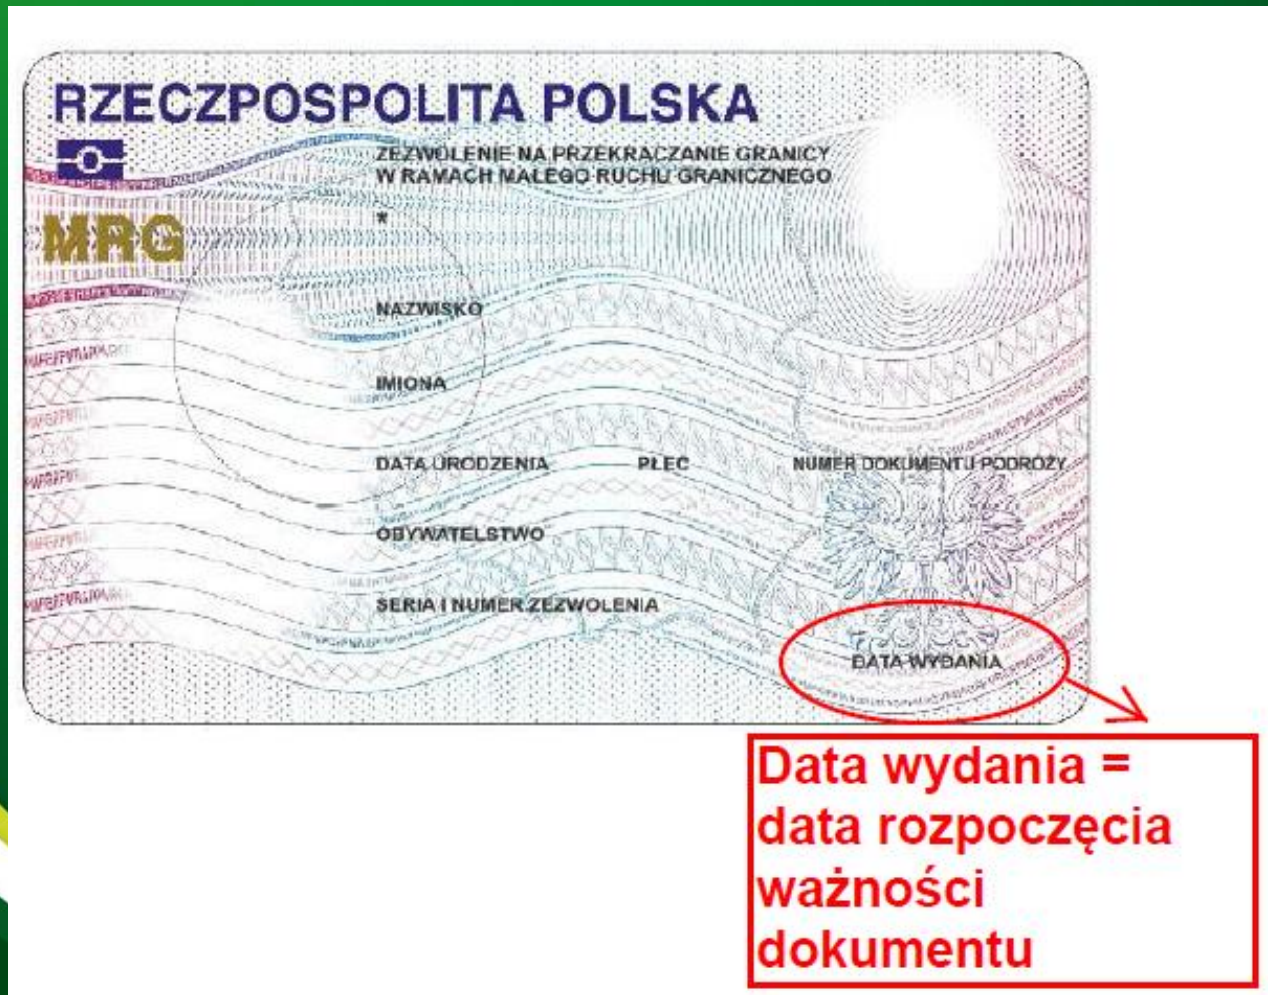 RZECZPOSPOLITA POLSKA
ZEZWOLENIE NA PRZEKRACZANIE GRANICY
W RAMACH MAŁEGO RUCHU GRANICZNEGO
*
MRG
NAZWISKO
IMIONA
DATA URODZENIA PŁEĆ NUMER DOKUMENTU PODRÓŻY
OBYWATELSTWO
SERIA I NUMER ZEZWOLENIA
DATA WYDANIA
Data wydania =
data rozpoczęcia
ważności
dokumentu